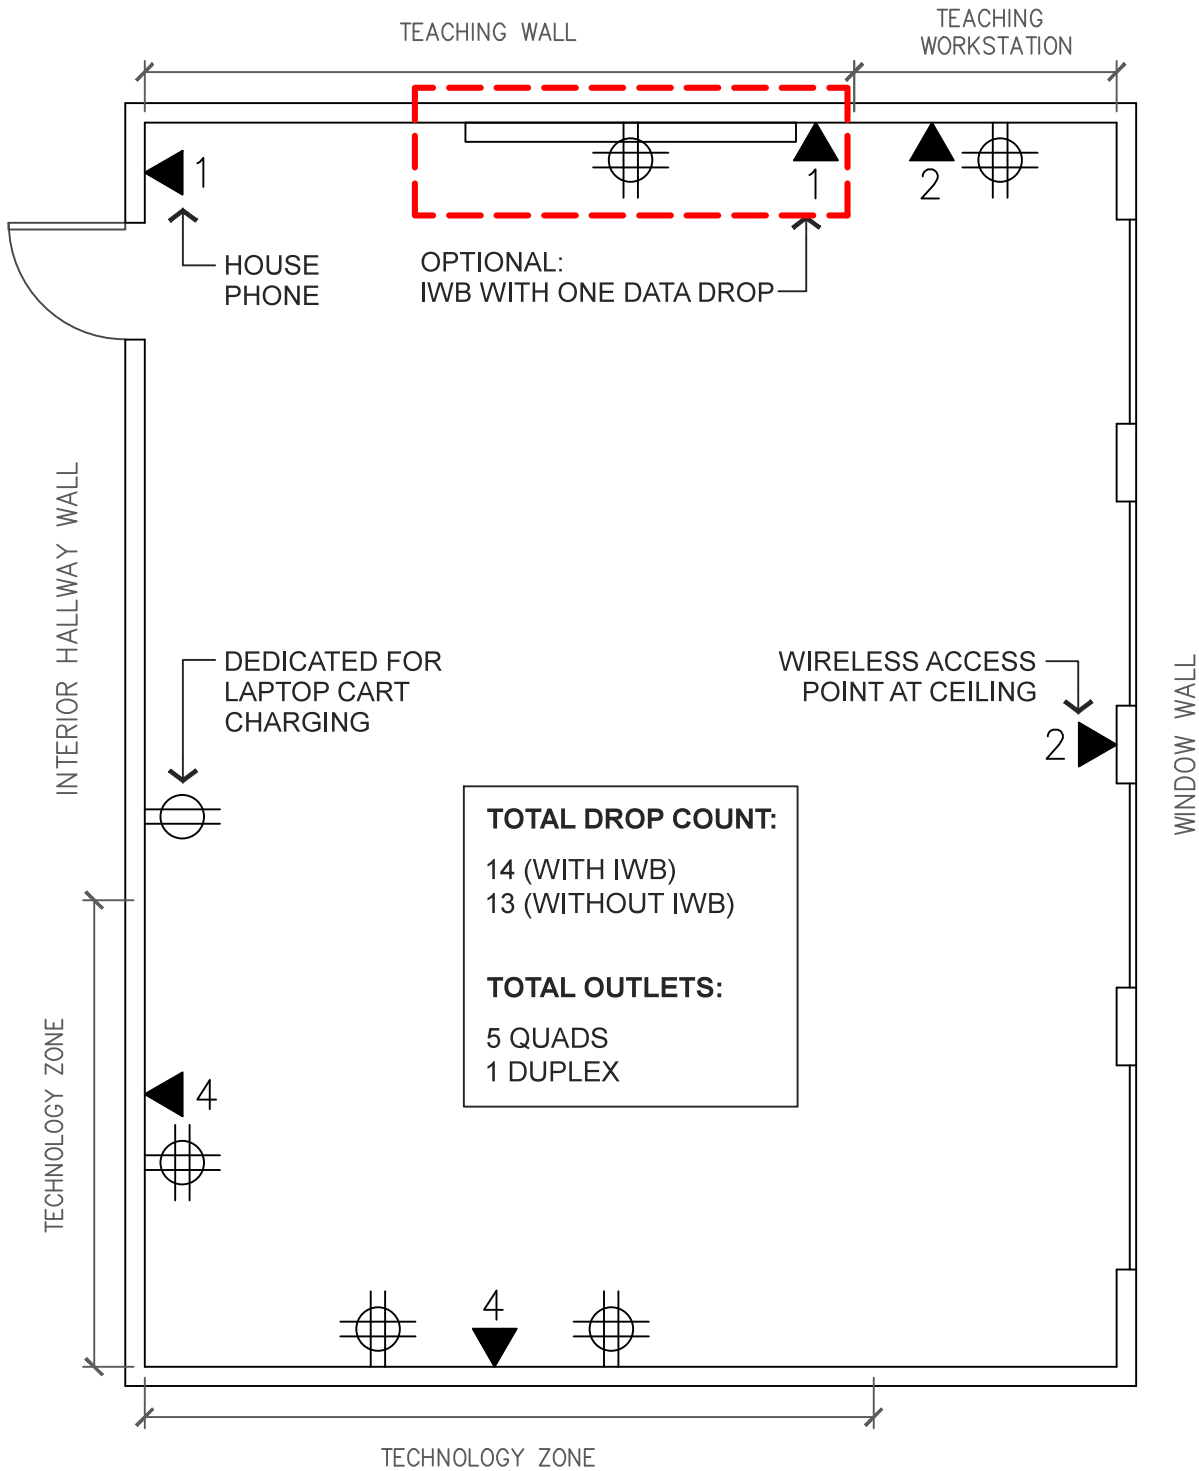 TEACHING WALL
TEACHING
WORKSTATION
1
1
2
HOUSE
PHONE
OPTIONAL:
IWB WITH ONE DATA DROP
INTERIOR HALLWAY WALL
DEDICATED FOR
LAPTOP CART
CHARGING
WIRELESS ACCESS
POINT AT CEILING
2
WINDOW WALL
TOTAL DROP COUNT:
14 (WITH IWB)
13 (WITHOUT IWB)
TOTAL OUTLETS:
5 QUADS
1 DUPLEX
TECHNOLOGY ZONE
4
4
TECHNOLOGY ZONE